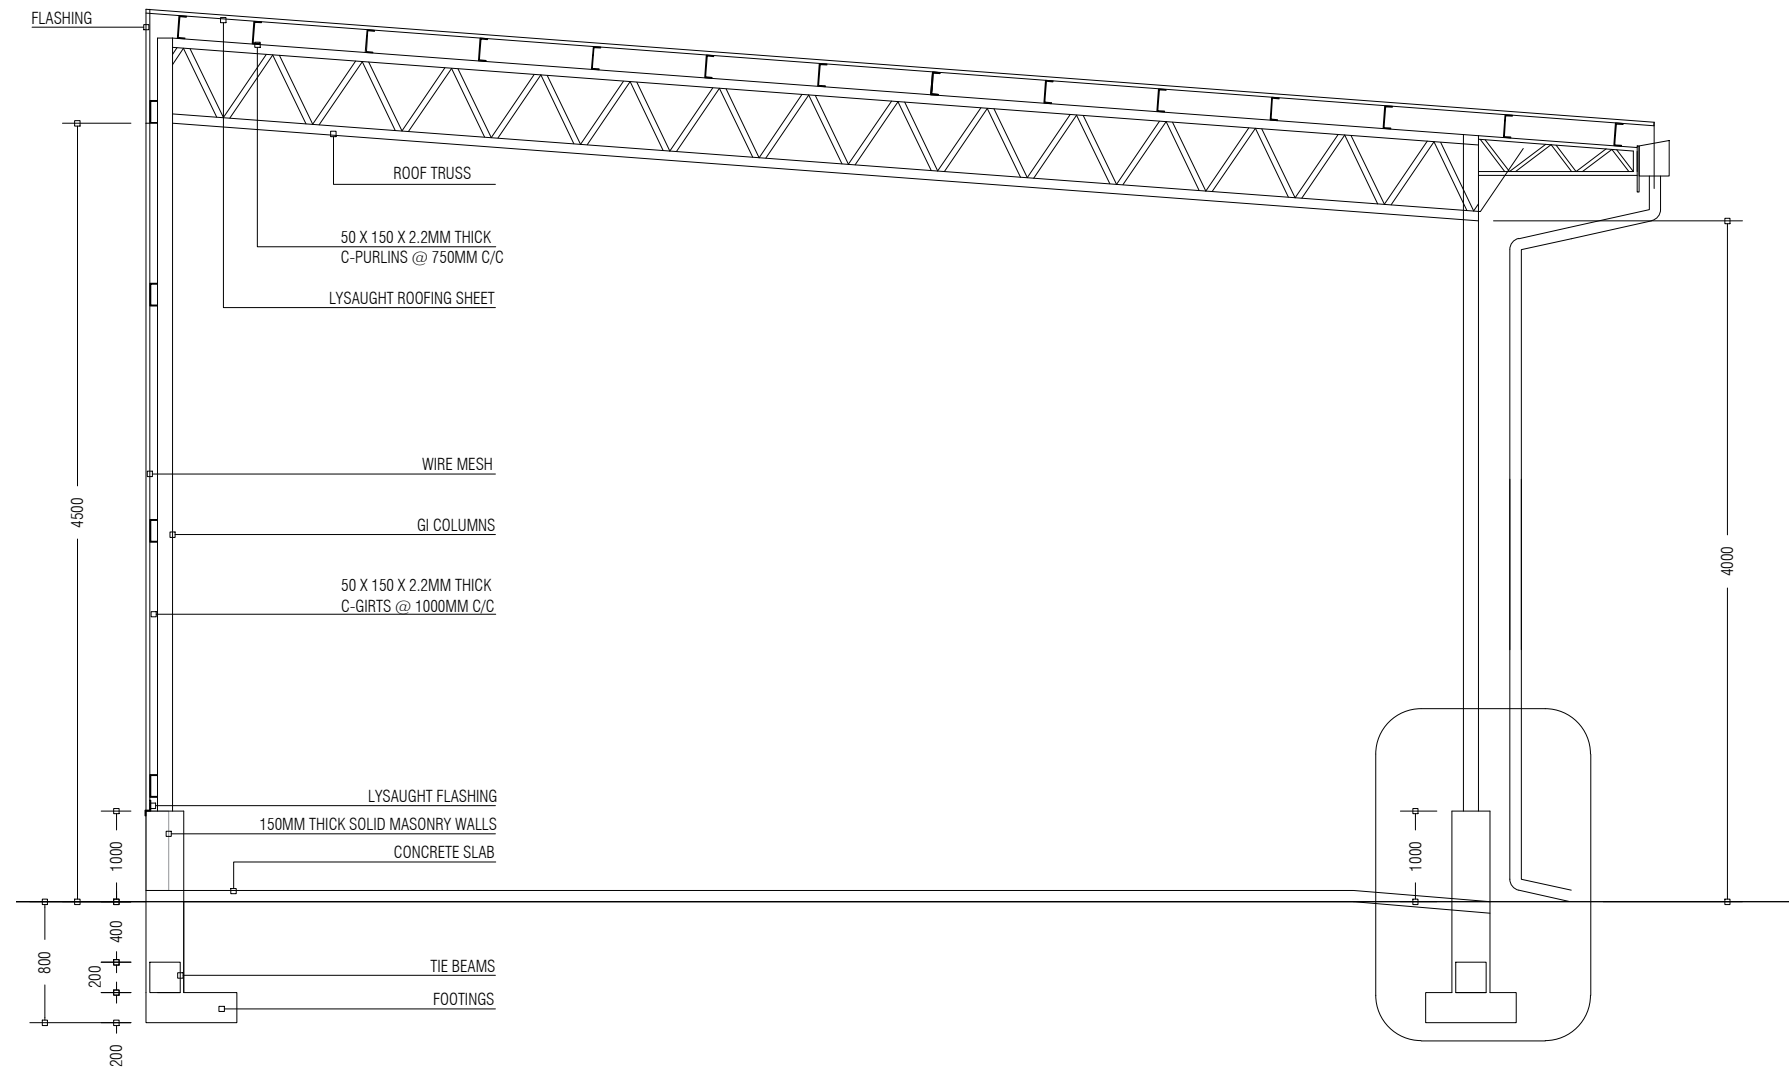 FLASHING
ROOF TRUSS
50 X 150 X 2.2MM THICK
C-PURLINS @ 750MM C/C
LYSAUGHT ROOFING SHEET
WIRE MESH
4500
GI COLUMNS
4000
50 X 150 X 2.2MM THICK
C-GIRTS @ 1000MM C/C
LYSAUGHT FLASHING
150MM THICK SOLID MASONRY WALLS
CONCRETE SLAB
1000
1000
400
800
200
TIE BEAMS
FOOTINGS
200